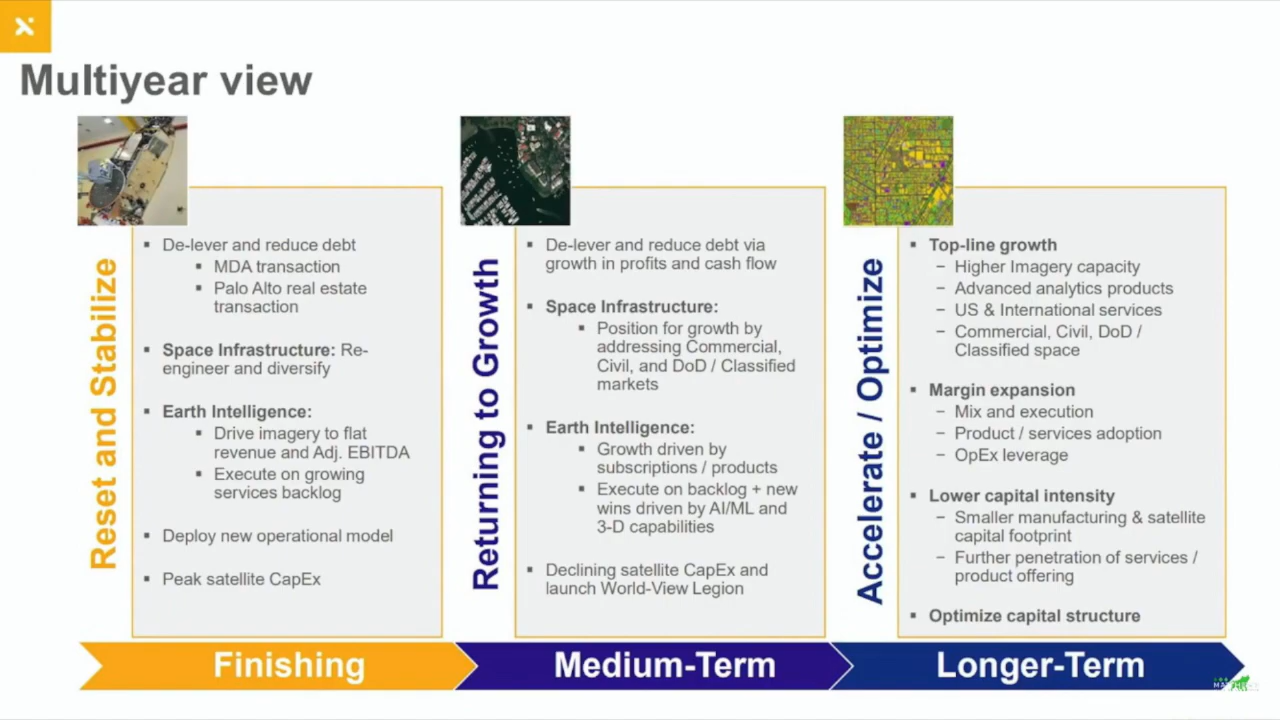 Multiyear view
Reset and Stabilize
▪ De-lever and reduce debt
▪ MDA transaction
▪ Palo Alto real estate
transaction
▪ Space Infrastructure: Re-
engineer and diversify
▪ Earth Intelligence:
▪ Drive imagery to flat
revenue and Adj. EBITDA
▪ Execute on growing
services backlog
▪ Deploy new operational model
▪ Peak satellite CapEx
Finishing
Returning to Growth
▪ De-lever and reduce debt via
growth in profits and cash flow
▪ Space Infrastructure:
▪ Position for growth by
addressing Commercial,
Civil, and DoD / Classified
markets
▪ Earth Intelligence:
▪ Growth driven by
subscriptions / products
▪ Execute on backlog + new
wins driven by AI/ML and
3-D capabilities
▪ Declining satellite CapEx and
launch World-View Legion
Medium-Term
Accelerate / Optimize
▪ Top-line growth
− Higher Imagery capacity
− Advanced analytics products
− US & International services
− Commercial, Civil, DoD /
Classified space
▪ Margin expansion
− Mix and execution
− Product / services adoption
− OpEx leverage
▪ Lower capital intensity
− Smaller manufacturing & satellite
capital footprint
− Further penetration of services /
product offering
▪ Optimize capital structure
Longer-Term